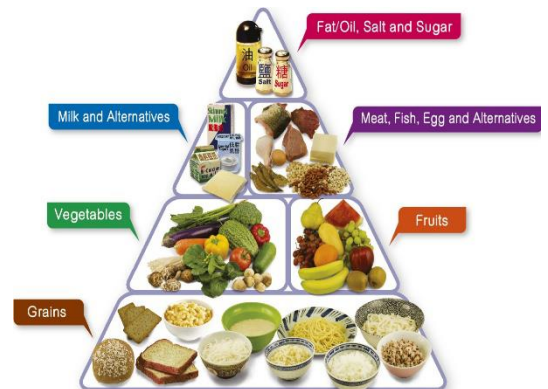 Fat/Oil, Salt and Sugar
油
Oil
鹽
Salt
糖
Sugar
Milk and Alternatives
Meat, Fish, Egg and Alternatives
Vegetables
Fruits
Grains